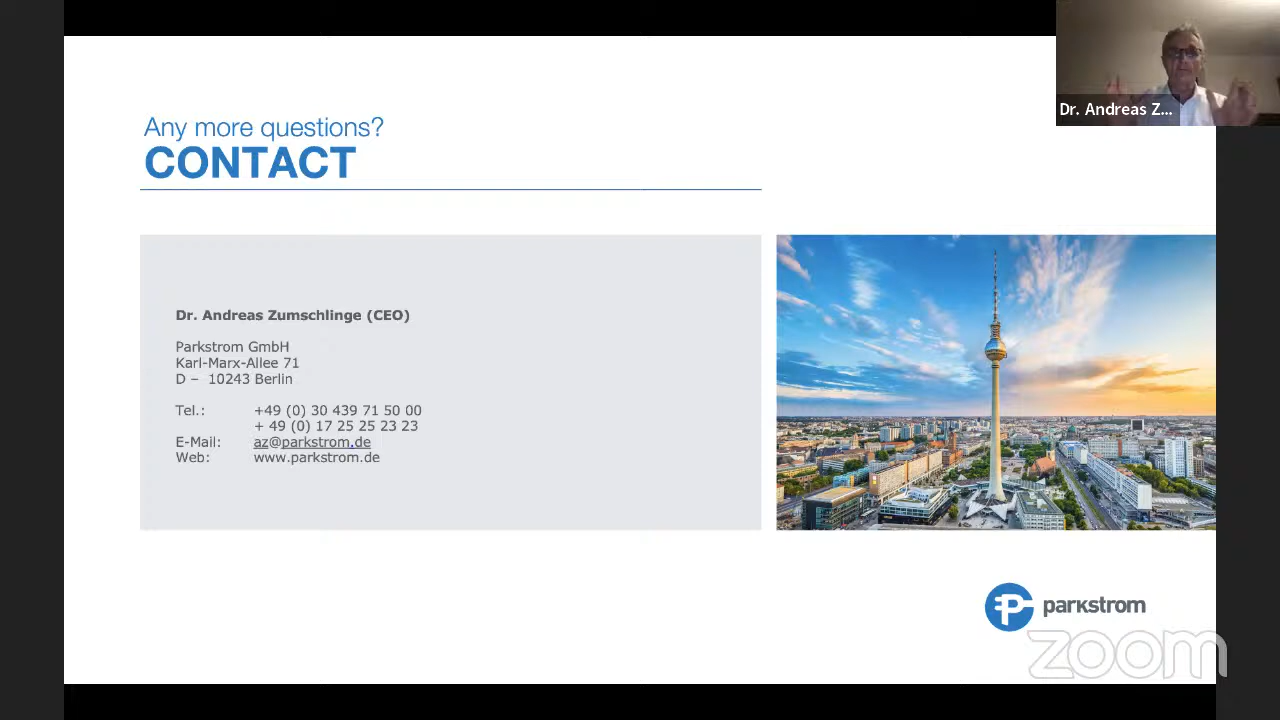 Dr. Andreas Z...
Any more questions?
CONTACT
Dr. Andreas Zumschlinge (CEO)
Parkstrom GmbH
Karl-Marx-Allee 71
D – 10243 Berlin
Tel.: +49 (0) 30 439 71 50 00
+ 49 (0) 17 25 25 23 23
E-Mail: az@parkstrom.de
Web: www.parkstrom.de
parkstrom
zoom